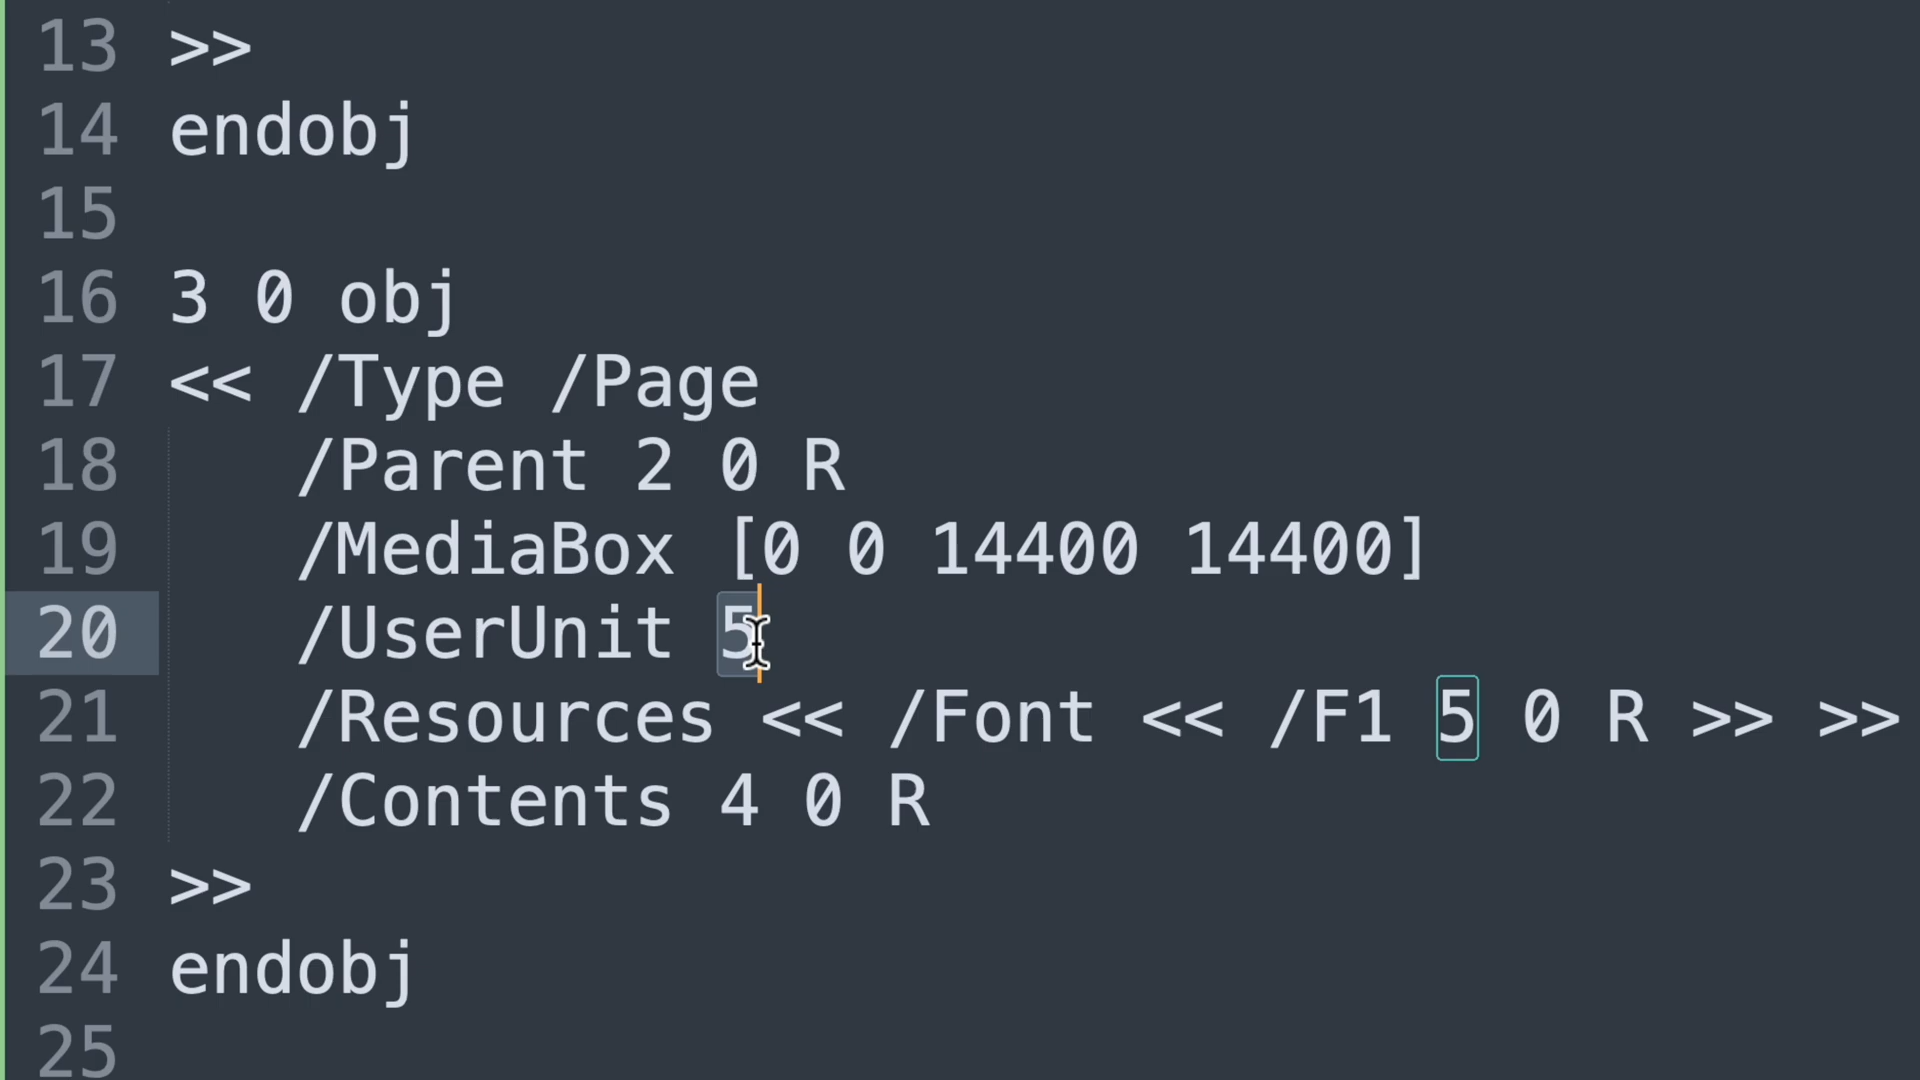 13 >>
14 endobj
15
16 3 0 obj
17 << /Type /Page
18    /Parent 2 0 R
19    /MediaBox [0 0 14400 14400]
20    /UserUnit 5
21    /Resources << /Font << /F1 5 0 R >> >>
22    /Contents 4 0 R
23 >>
24 endobj
25